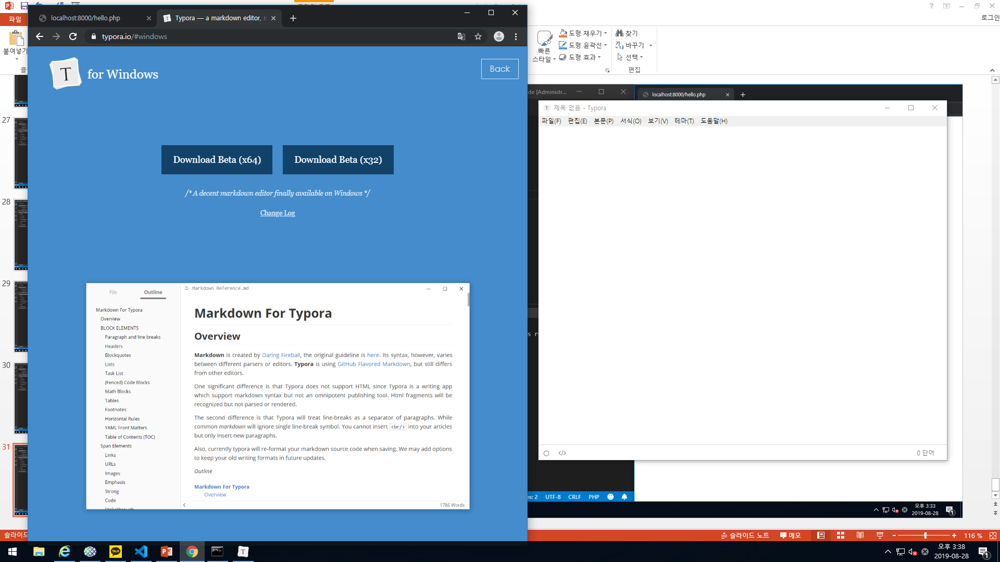 파일
붙여넣기
클
27
28
29
30
31
슬라이드
localhost:8000/hello.php
Typora — a markdown editor,
typora.io/#windows
T
for Windows
Back
Download Beta (x64)
Download Beta (x32)
/* A decent markdown editor finally available on Windows */
Change Log
File
Outline
Markdown For Typora
Overview
BLOCK ELEMENTS
Paragraph and line breaks
Headers
Blockquotes
Lists
Task List
(Fenced) Code Blocks
Math Blocks
Tables
Footnotes
Horizontal Rules
YAML Front Matters
Table of Contents (TOC)
Span Elements
Links
URLs
Images
Emphasis
Strong
Code
Strikethrough
Markdown Reference.md
Markdown For Typora
Overview
Markdown is created by Daring Fireball, the original guideline is here. Its syntax, however, varies
between different parsers or editors. Typora is using GitHub Flavored Markdown, but still differs
from other editors.
One significant difference is that Typora does not support HTML since Typora is a writing app
which support markdown syntax but not an omnipotent publishing tool. Html fragments will be
recognized but not parsed or rendered.
The second difference is that Typora will treat line-breaks as a separator of paragraphs. While
common markdown will ignore single line-break symbol. You cannot insert <br/> into your articles
but only insert new paragraphs.
Also, currently typora will re-format your markdown source code when saving. We may add options
to keep your old writing formats in future updates.
Outline
Markdown For Typora
Overview
1786 Words
로그인
빠른
스타일
도형 채우기
도형 윤곽선
도형 효과
찾기
바꾸기
선택
편집
de [Administr...
localhost:8000/hello.php
T 제목 없음 - Typora
파일(F) 편집(E) 본문(P) 서식(O) 보기(V) 테마(T) 도움말(H)
s r
0 단어
es: 2 UTF-8 CRLF PHP
오후 3:33
2019-08-28
1
슬라이드 노트
메모
116 %
TALK
T
오후 3:38
2019-08-28
1